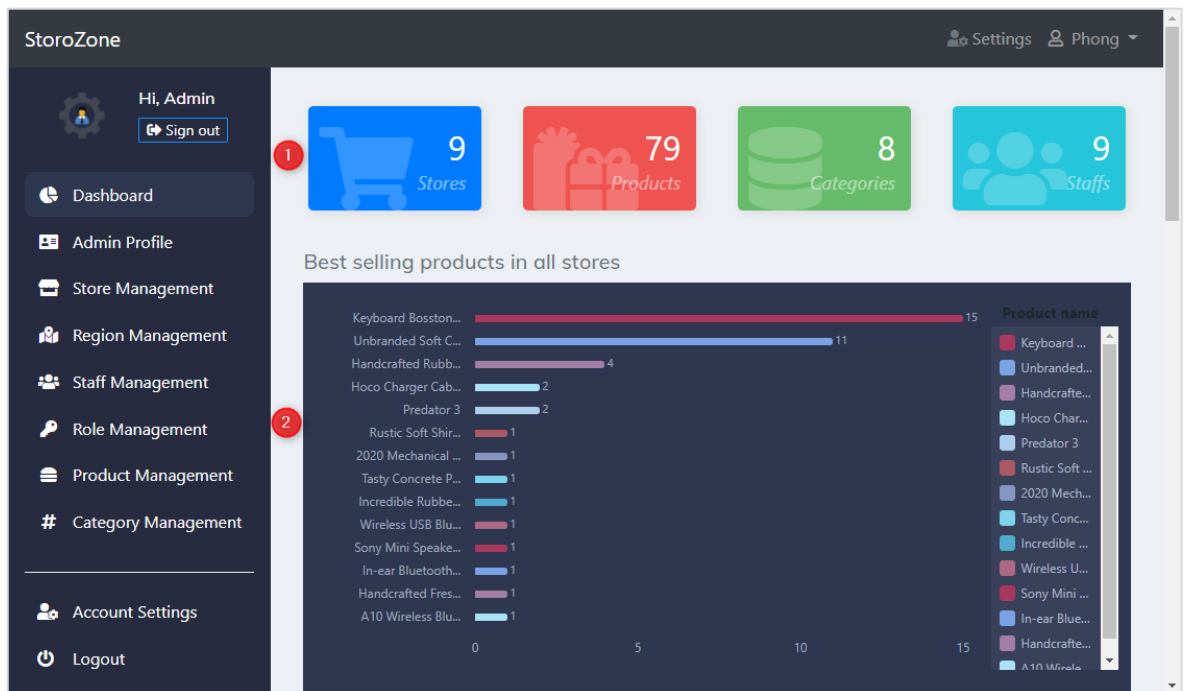 StoroZone
Settings
Phong
Hi, Admin
Sign out
Dashboard
Admin Profile
Store Management
Region Management
Staff Management
Role Management
Product Management
# Category Management
Account Settings
Logout
1
9
Stores
79
Products
8
Categories
9
Staffs
Best selling products in all stores
2
Keyboard Bosston... 15
Unbranded Soft C... 11
Handcrafted Rubb... 4
Hoco Charger Cab... 2
Predator 3 2
Rustic Soft Shir... 1
2020 Mechanical ... 1
Tasty Concrete P... 1
Incredible Rubbe... 1
Wireless USB Blu... 1
Sony Mini Speake... 1
In-ear Bluetooth... 1
Handcrafted Fres... 1
A10 Wireless Blu... 1
0 5 10 15
Product name
Keyboard ...
Unbranded...
Handcrafte...
Hoco Char...
Predator 3
Rustic Soft ...
2020 Mech...
Tasty Conc...
Incredible ...
Wireless U...
Sony Mini ...
In-ear Blue...
Handcrafte...
A10 Wirele...